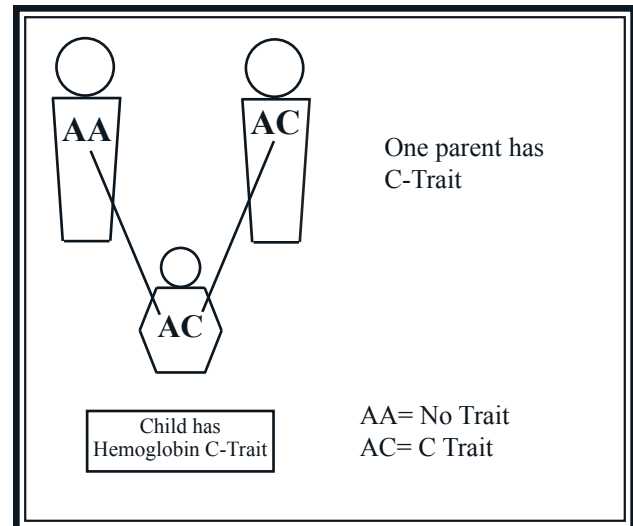 AA
AC
One parent has
C-Trait
AC
Child has
Hemoglobin C-Trait
AA= No Trait
AC= C Trait